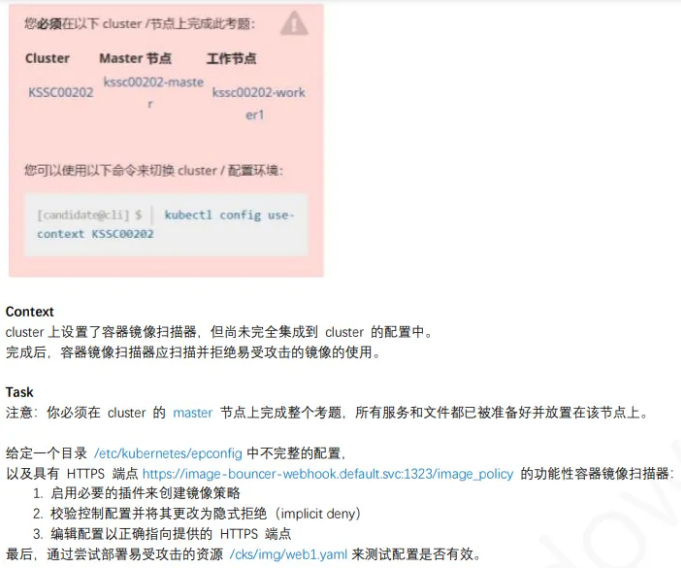 您必须在以下 cluster /节点上完成此考题：
Cluster Master 节点 工作节点
KSSC00202 kssc00202-maste kssc00202-work
r er1
您可以使用以下命令来切换 cluster / 配置环境：
[candidate@cli] $ | kubectl config use-
context KSSC00202
Context
cluster 上设置了容器镜像扫描器，但尚未完全集成到 cluster 的配置中。
完成后，容器镜像扫描器应扫描并拒绝易受攻击的镜像的使用。
Task
注意：你必须在 cluster 的 master 节点上完成整个考题，所有服务和文件都已被准备好并放置在该节点上。
给定一个目录 /etc/kubernetes/epconfig 中不完整的配置，
以及具有 HTTPS 端点 https://image-bouncer-webhook.default.svc:1323/image_policy 的功能性容器镜像扫描器：
1. 启用必要的插件来创建镜像策略
2. 校验控制配置并将其更改为隐式拒绝（implicit deny）
3. 编辑配置以正确指向提供的 HTTPS 端点
最后，通过尝试部署易受攻击的资源 /cks/img/web1.yaml 来测试配置是否有效。